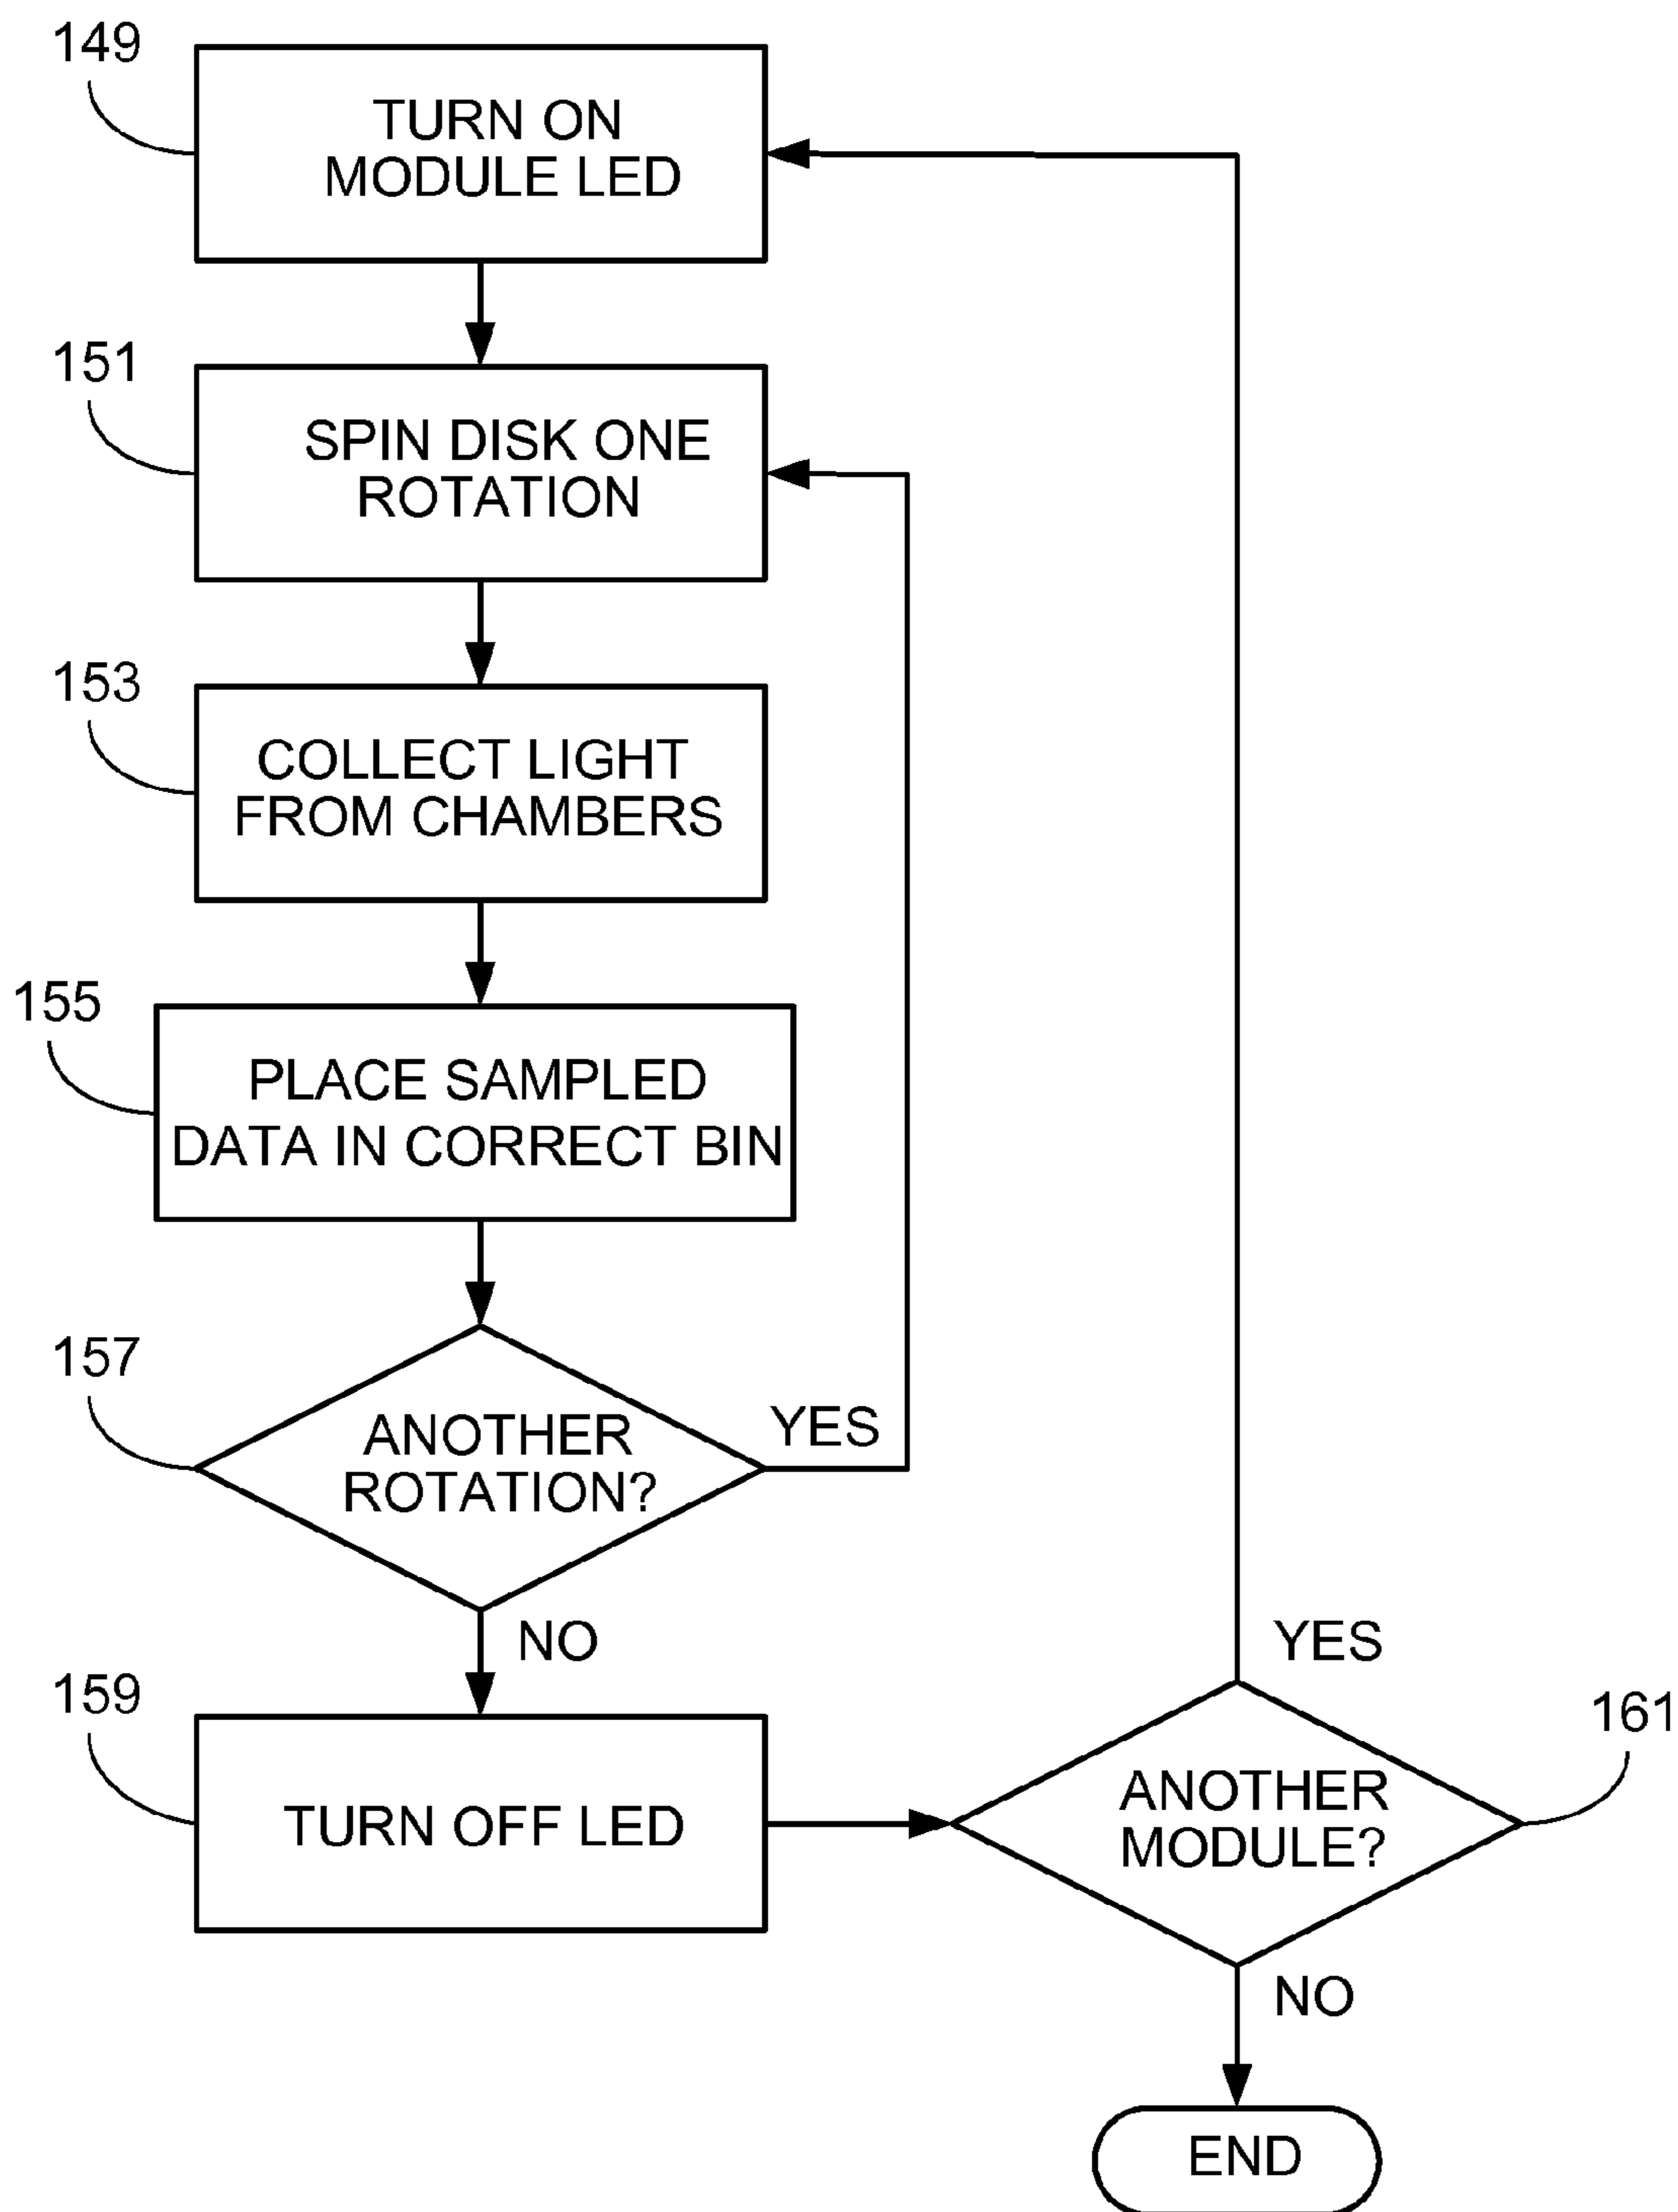 149
TURN ON
MODULE LED
151
SPIN DISK ONE
ROTATION
153
COLLECT LIGHT
FROM CHAMBERS
155
PLACE SAMPLED
DATA IN CORRECT BIN
157
ANOTHER
ROTATION?
YES
NO
159
TURN OFF LED
YES
161
ANOTHER
MODULE?
NO
END